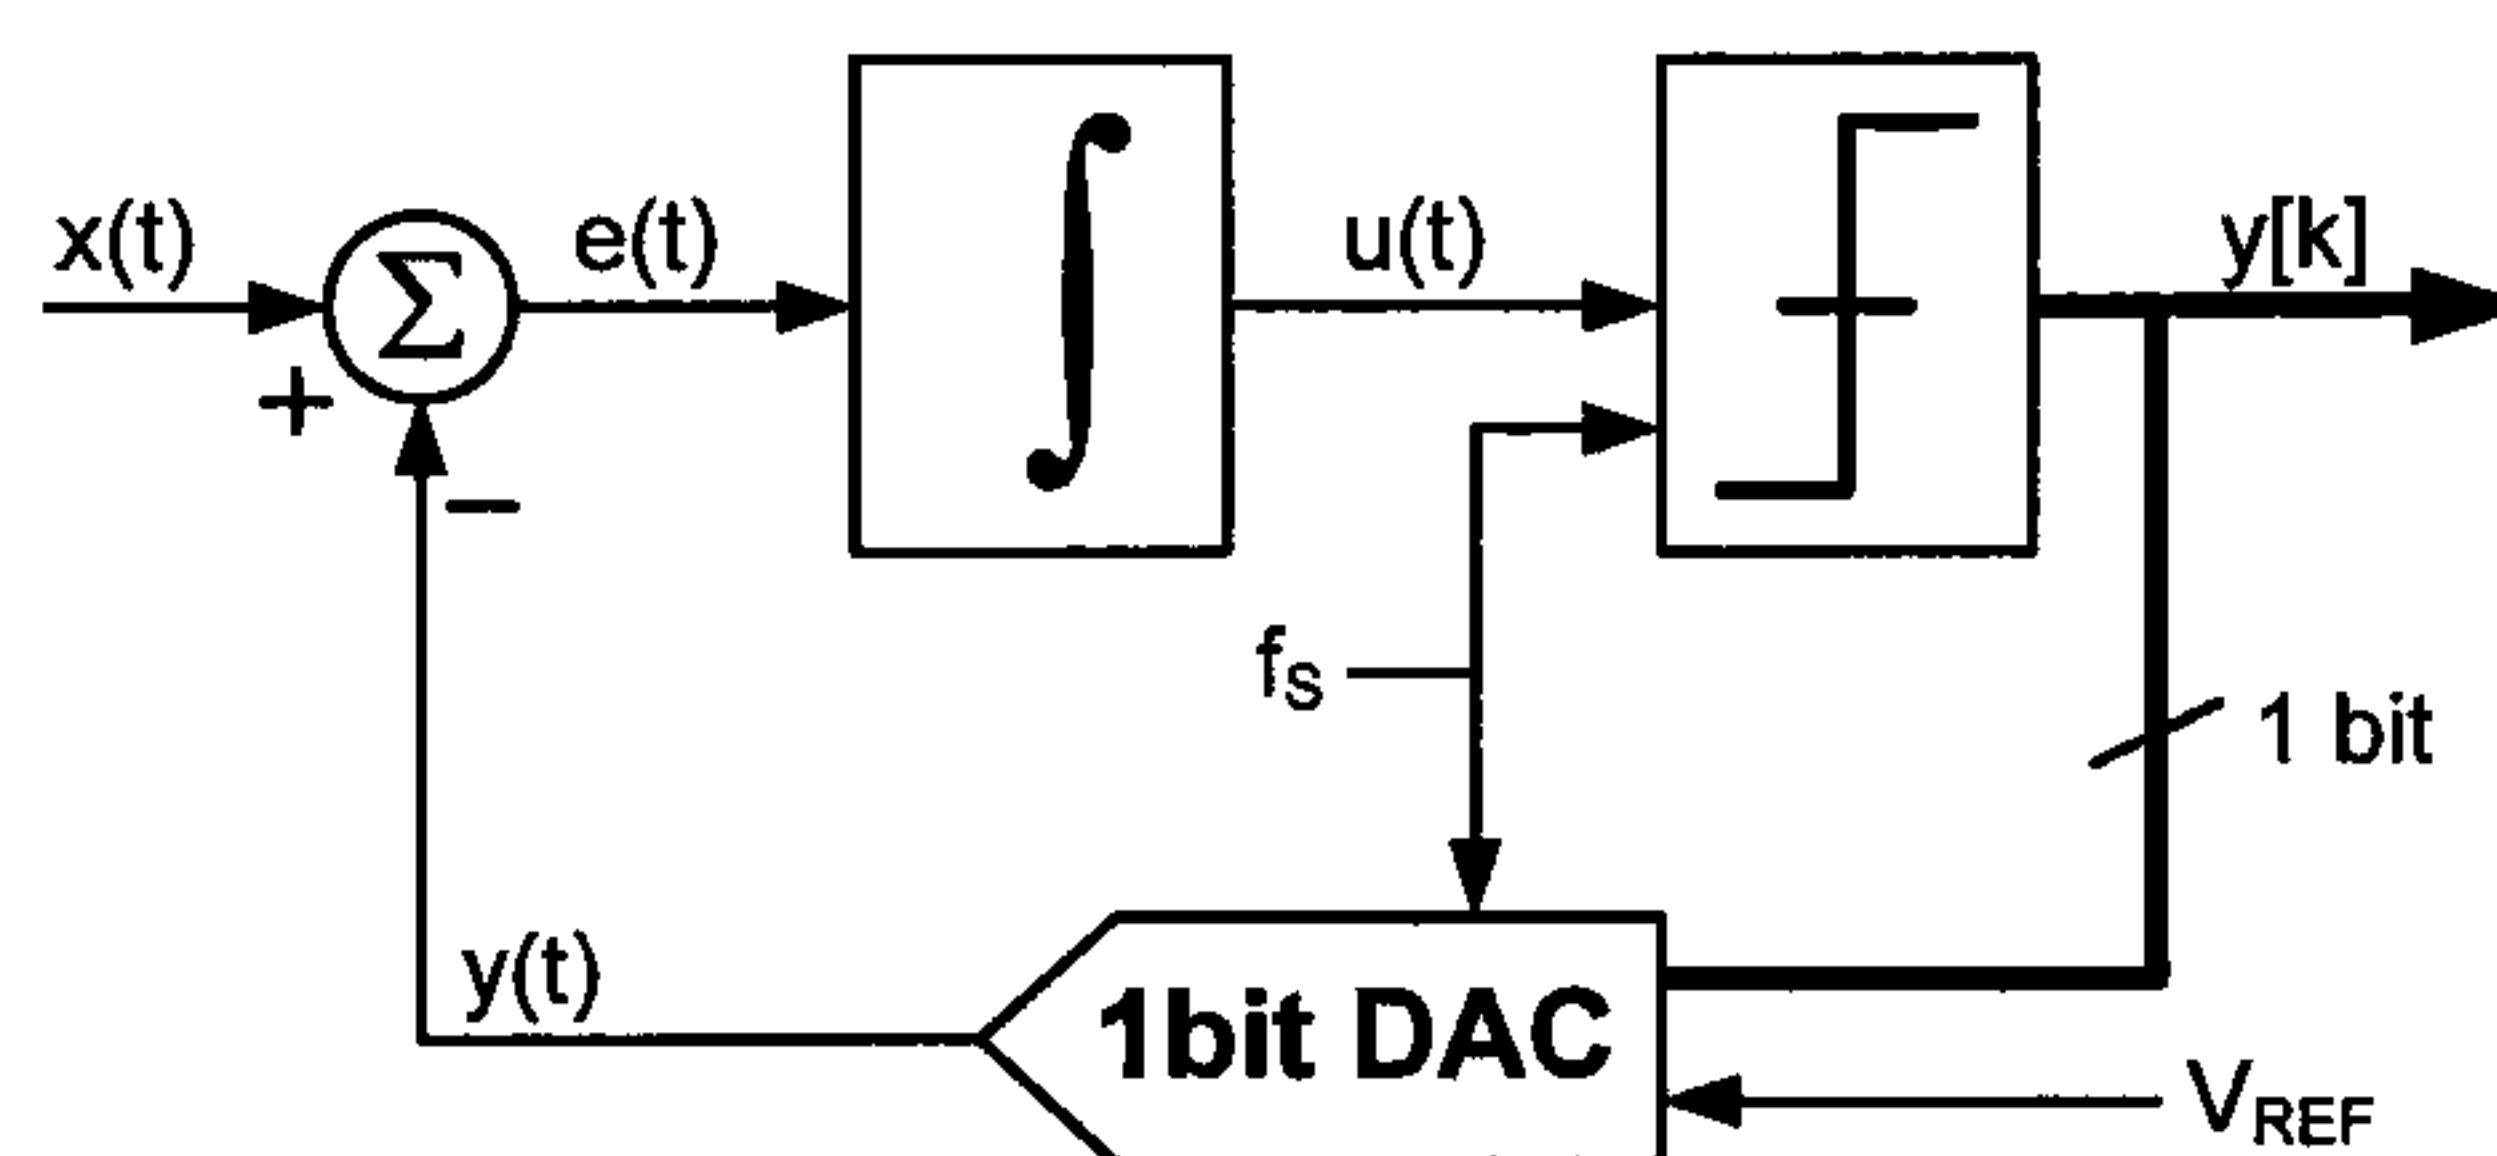 x(t)
e(t)
u(t)
y[k]
Σ
+
−
∫
f_S
1 bit
y(t)
1bit DAC
V_REF